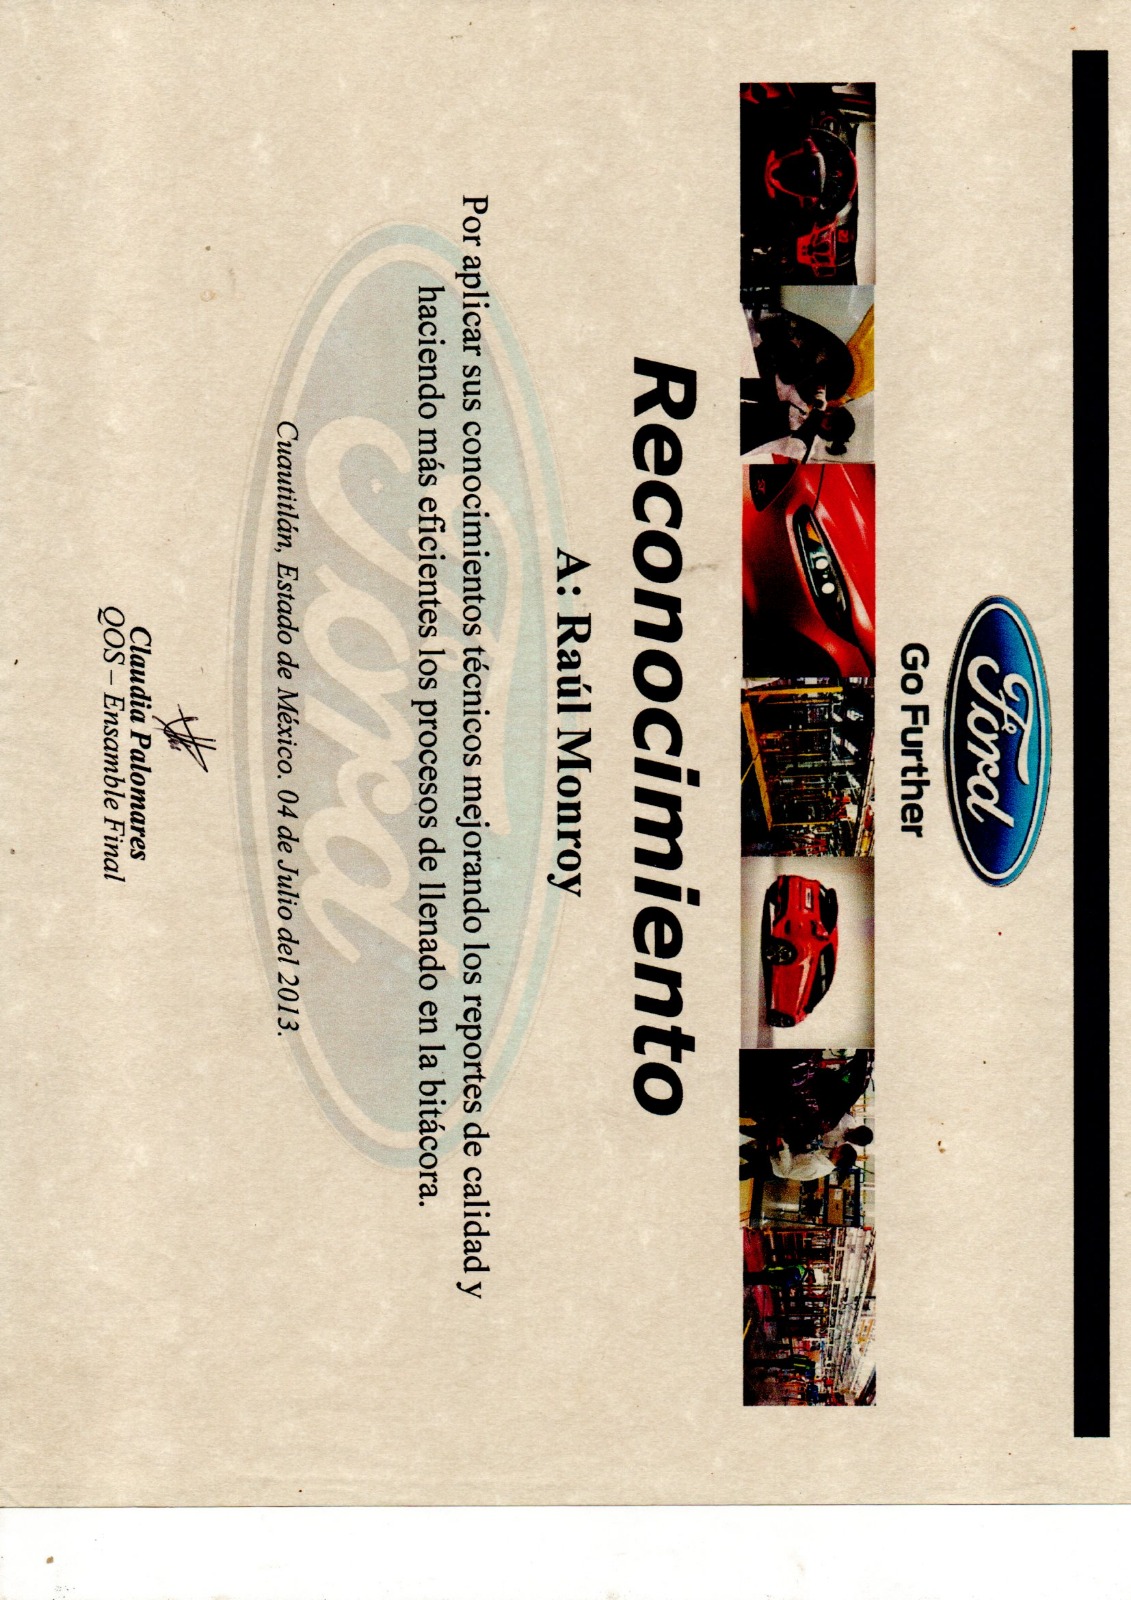 Ford
Go Further
Reconocimiento
A: Raúl Monroy
Por aplicar sus conocimientos técnicos mejorando los reportes de calidad y
haciendo más eficientes los procesos de llenado en la bitácora.
Cuautitlán, Estado de México. 04 de Julio del 2013.
Claudia Palomares
QOS – Ensamble Final
Ford